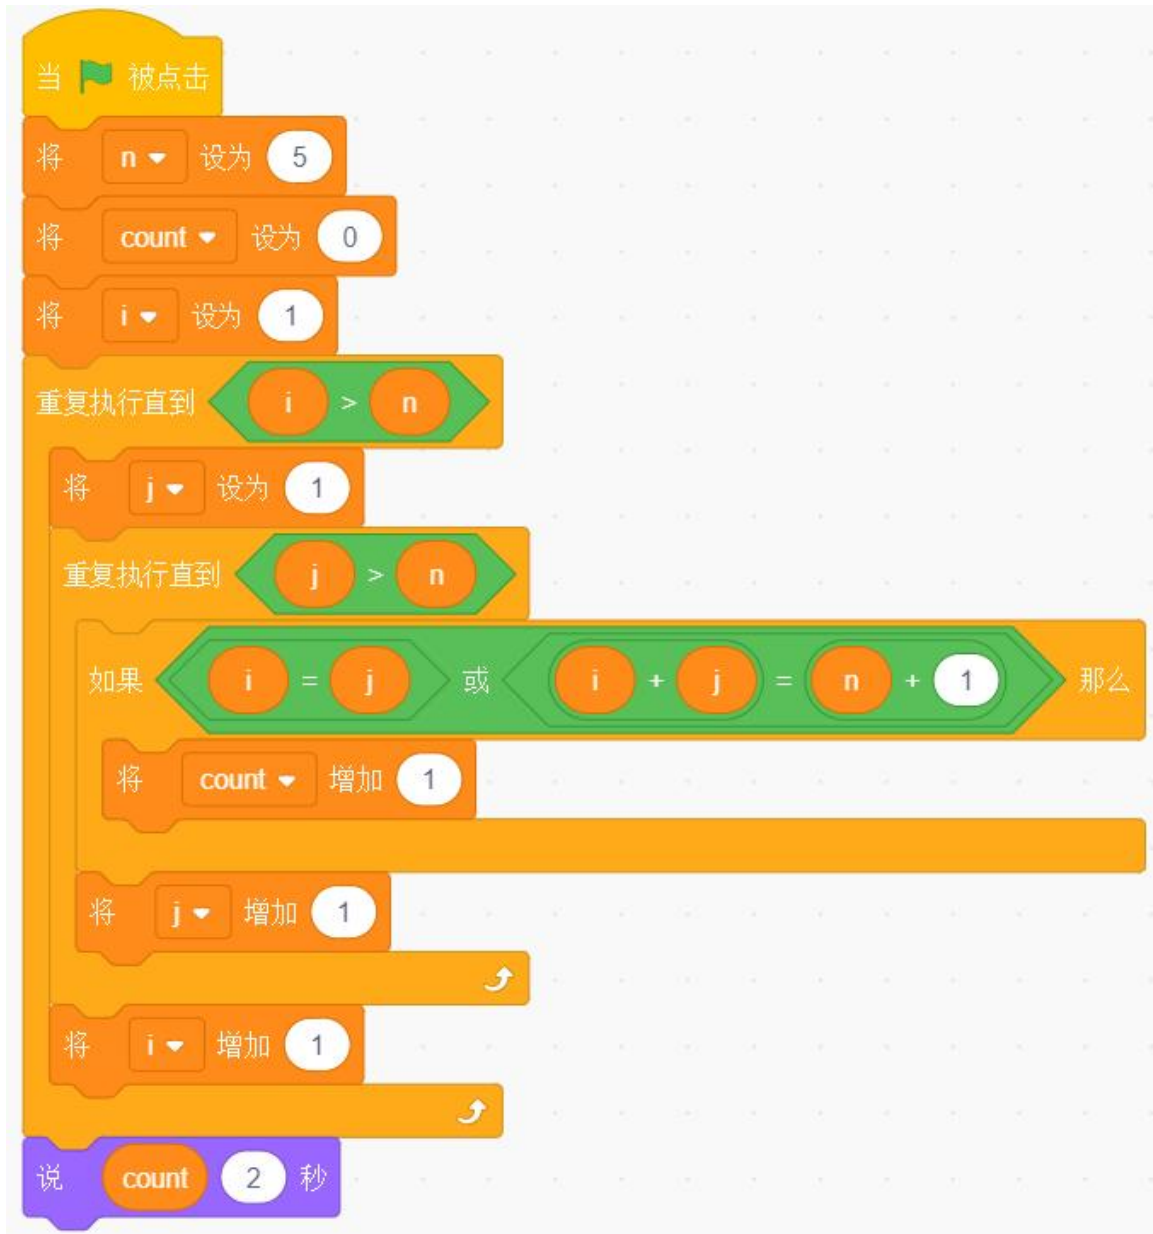 当 被点击
将 n 设为 5
将 count 设为 0
将 i 设为 1
重复执行直到 i > n
将 j 设为 1
重复执行直到 j > n
如果 i = j 或 i + j = n + 1 那么
将 count 增加 1
将 j 增加 1
将 i 增加 1
说 count 2 秒